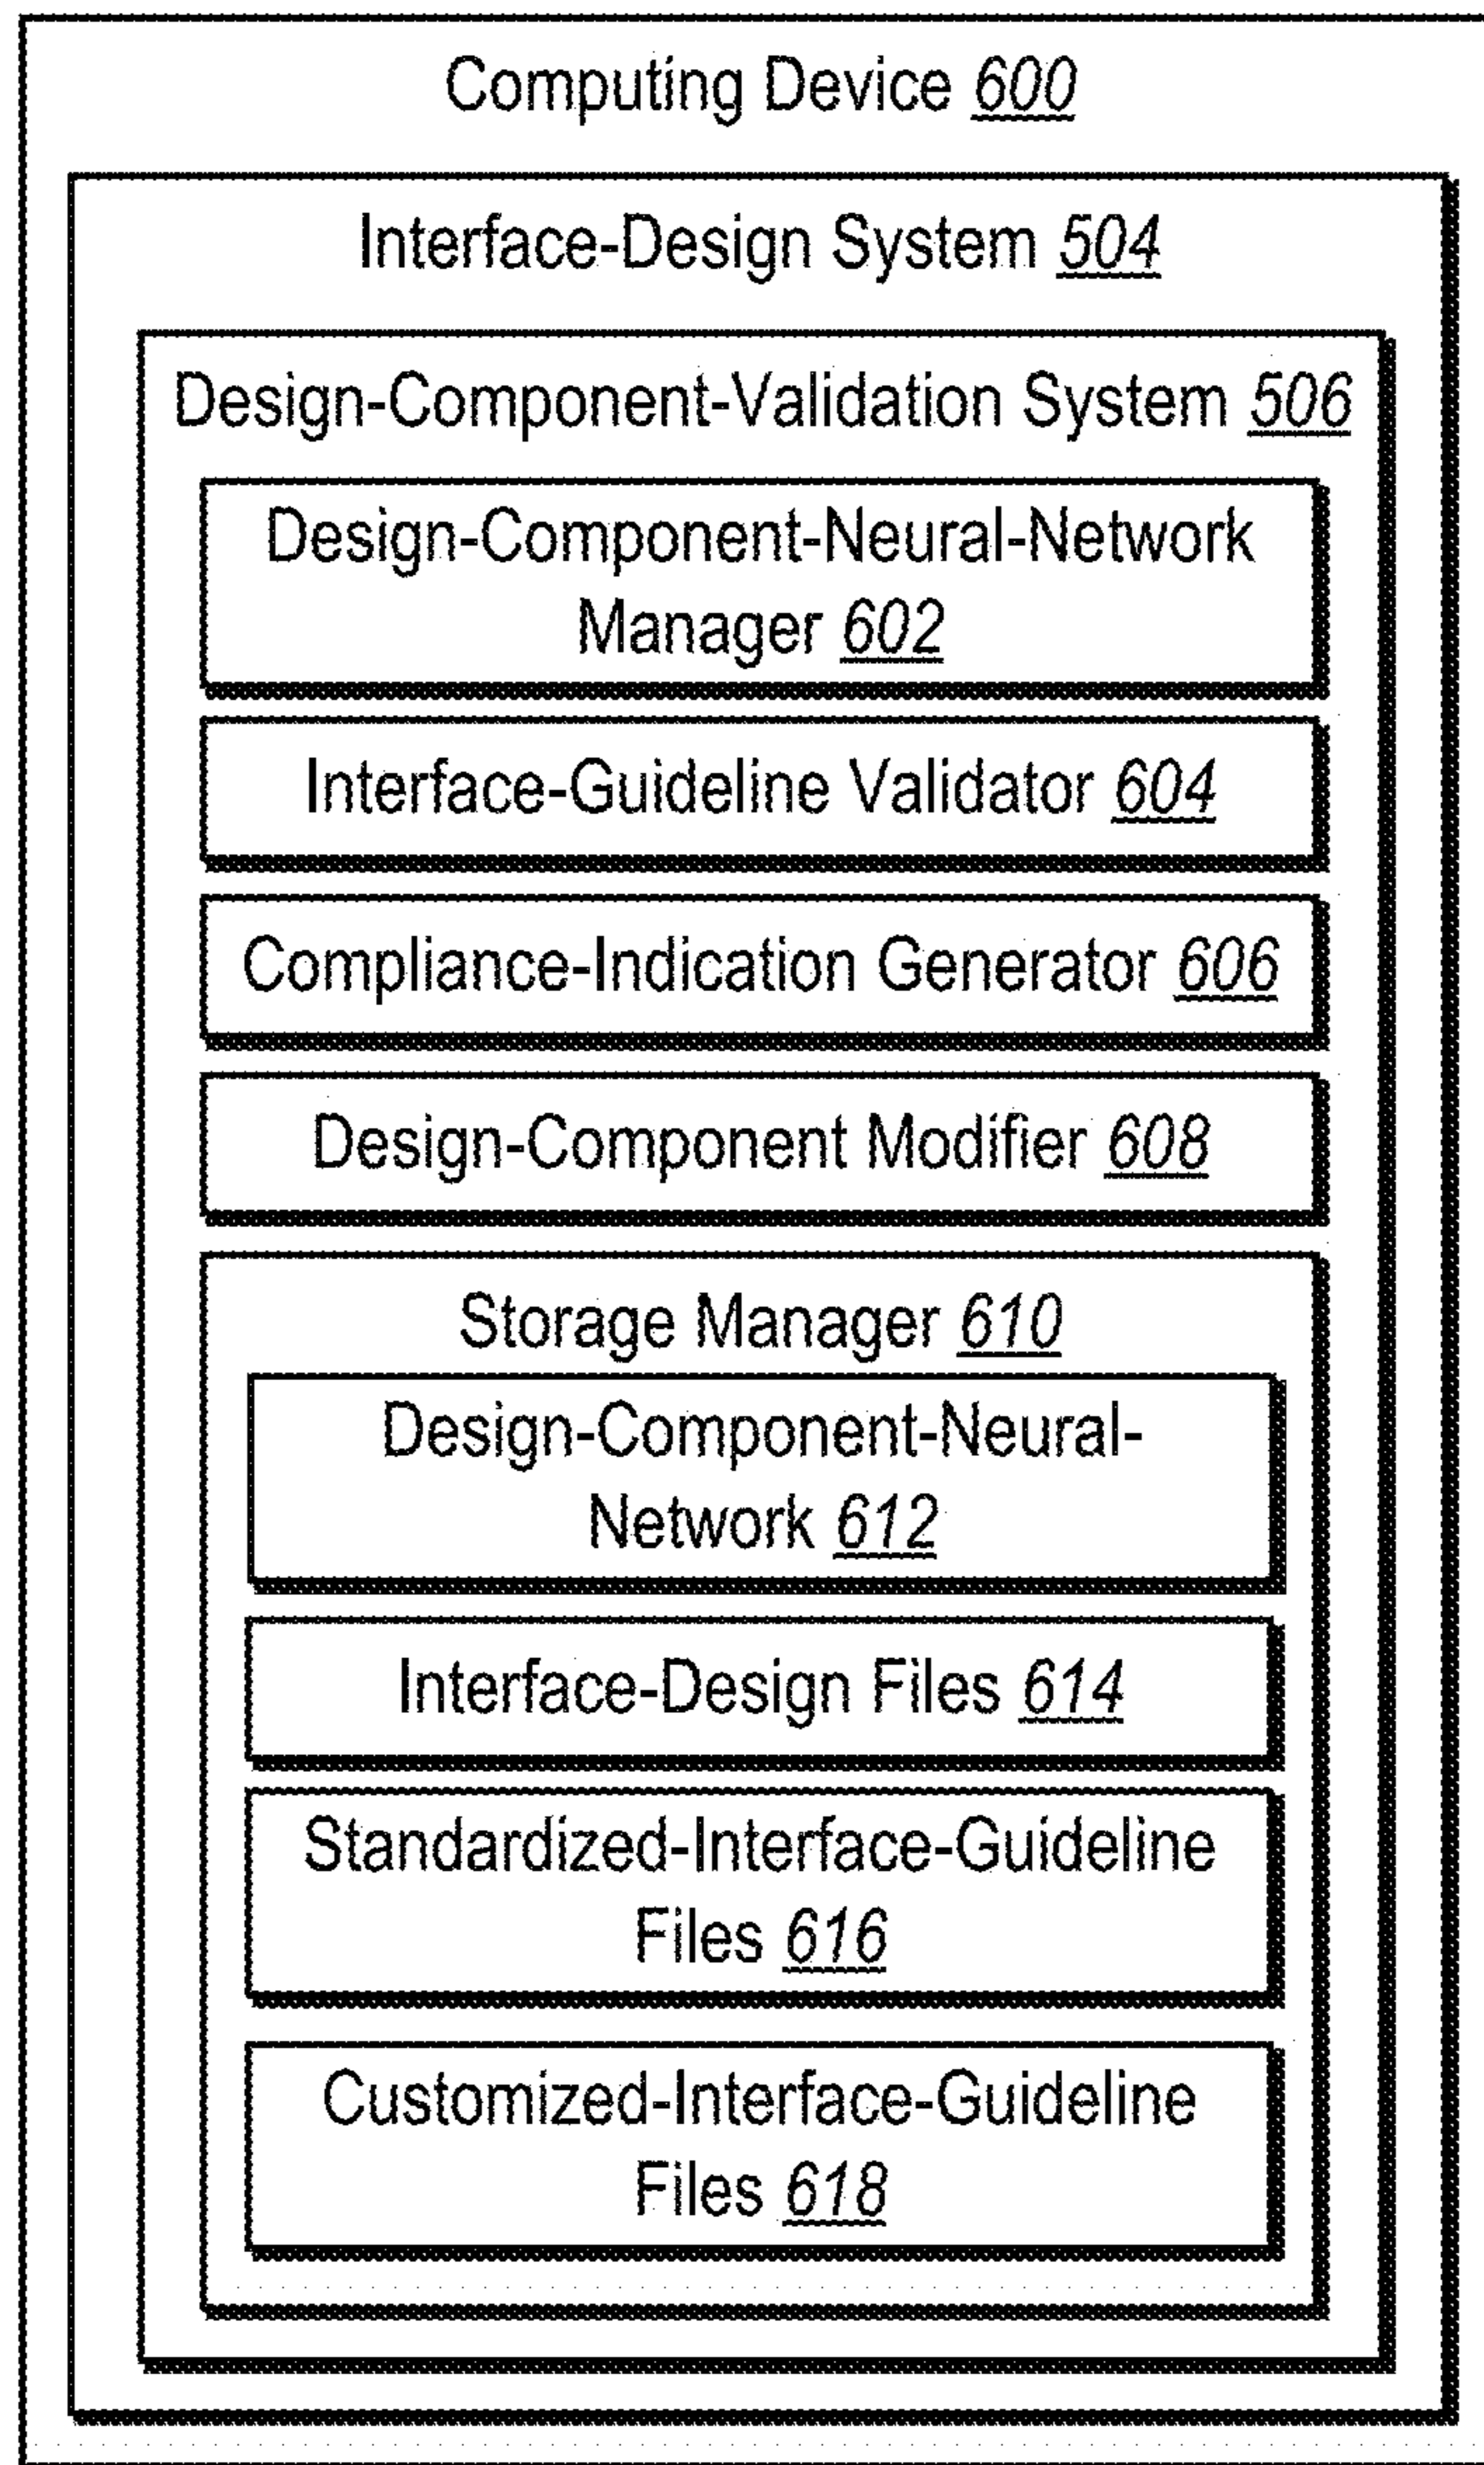 Computing Device 600
Interface-Design System 504
Design-Component-Validation System 506
Design-Component-Neural-Network
Manager 602
Interface-Guideline Validator 604
Compliance-Indication Generator 606
Design-Component Modifier 608
Storage Manager 610
Design-Component-Neural-
Network 612
Interface-Design Files 614
Standardized-Interface-Guideline
Files 616
Customized-Interface-Guideline
Files 618